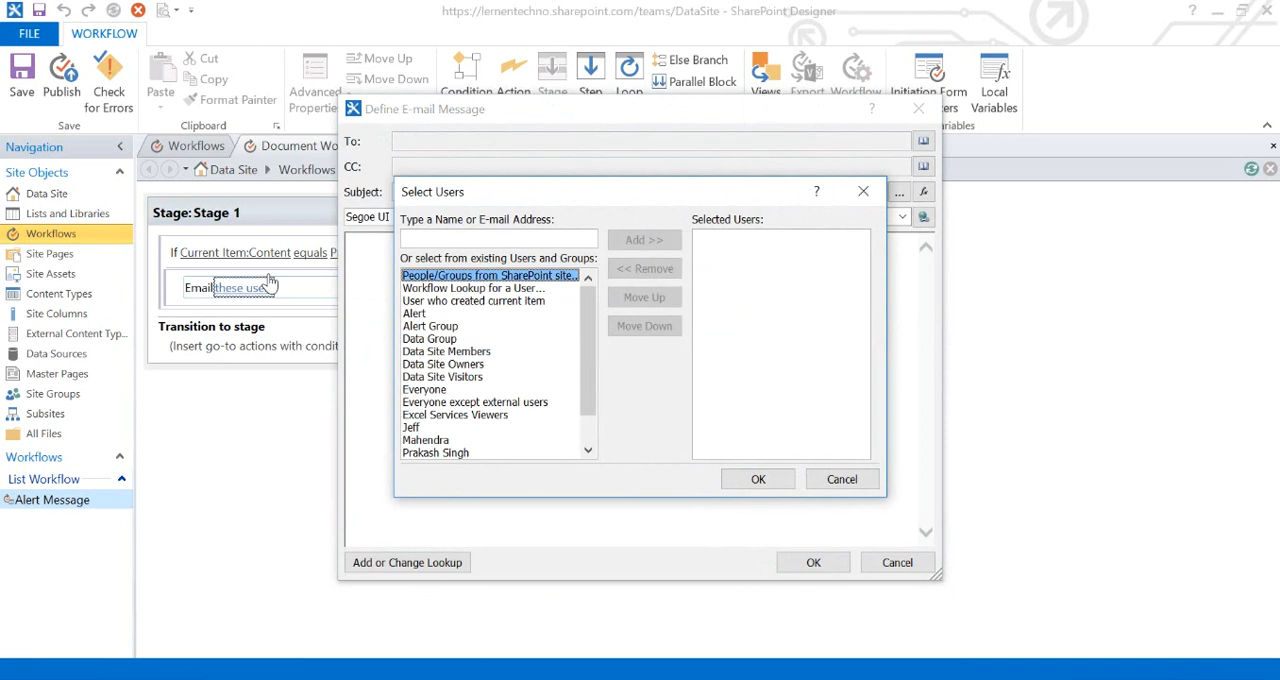 https://lernentechno.sharepoint.com/teams/DataSite - SharePoint Designer
FILE
WORKFLOW
Save
Publish
Check for Errors
Save
Paste
Cut
Copy
Format Painter
Clipboard
Advanced
Properties
Move Up
Move Down
Condition
Action
Stage
Step
Loop
Else Branch
Parallel Block
Views
Export
Workflow
Initiation Form
Local Variables
Navigation
Site Objects
Data Site
Lists and Libraries
Workflows
Site Pages
Site Assets
Content Types
Site Columns
External Content Typ...
Data Sources
Master Pages
Site Groups
Subsites
All Files
Workflows
List Workflow
Alert Message
Workflows
Document Wo
Data Site
Workflows
Stage: Stage 1
If Current Item:Content equals P
Email these use
Transition to stage
(Insert go-to actions with condit
Define E-mail Message
To:
CC:
Subject:
Segoe UI
Select Users
Type a Name or E-mail Address:
Or select from existing Users and Groups:
People/Groups from SharePoint site..
Workflow Lookup for a User...
User who created current item
Alert
Alert Group
Data Group
Data Site Members
Data Site Owners
Data Site Visitors
Everyone
Everyone except external users
Excel Services Viewers
Jeff
Mahendra
Prakash Singh
Add >>
<< Remove
Move Up
Move Down
Selected Users:
OK
Cancel
Add or Change Lookup
OK
Cancel